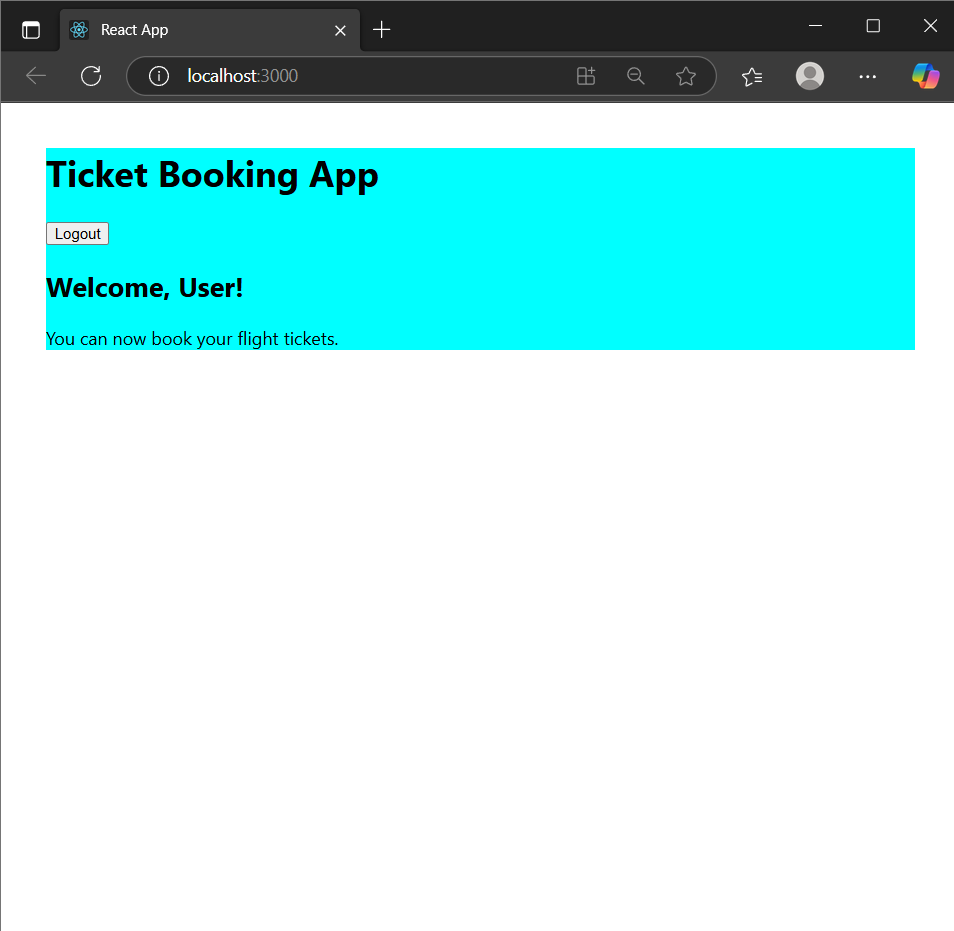 React App
localhost:3000
Ticket Booking App
Logout
Welcome, User!
You can now book your flight tickets.